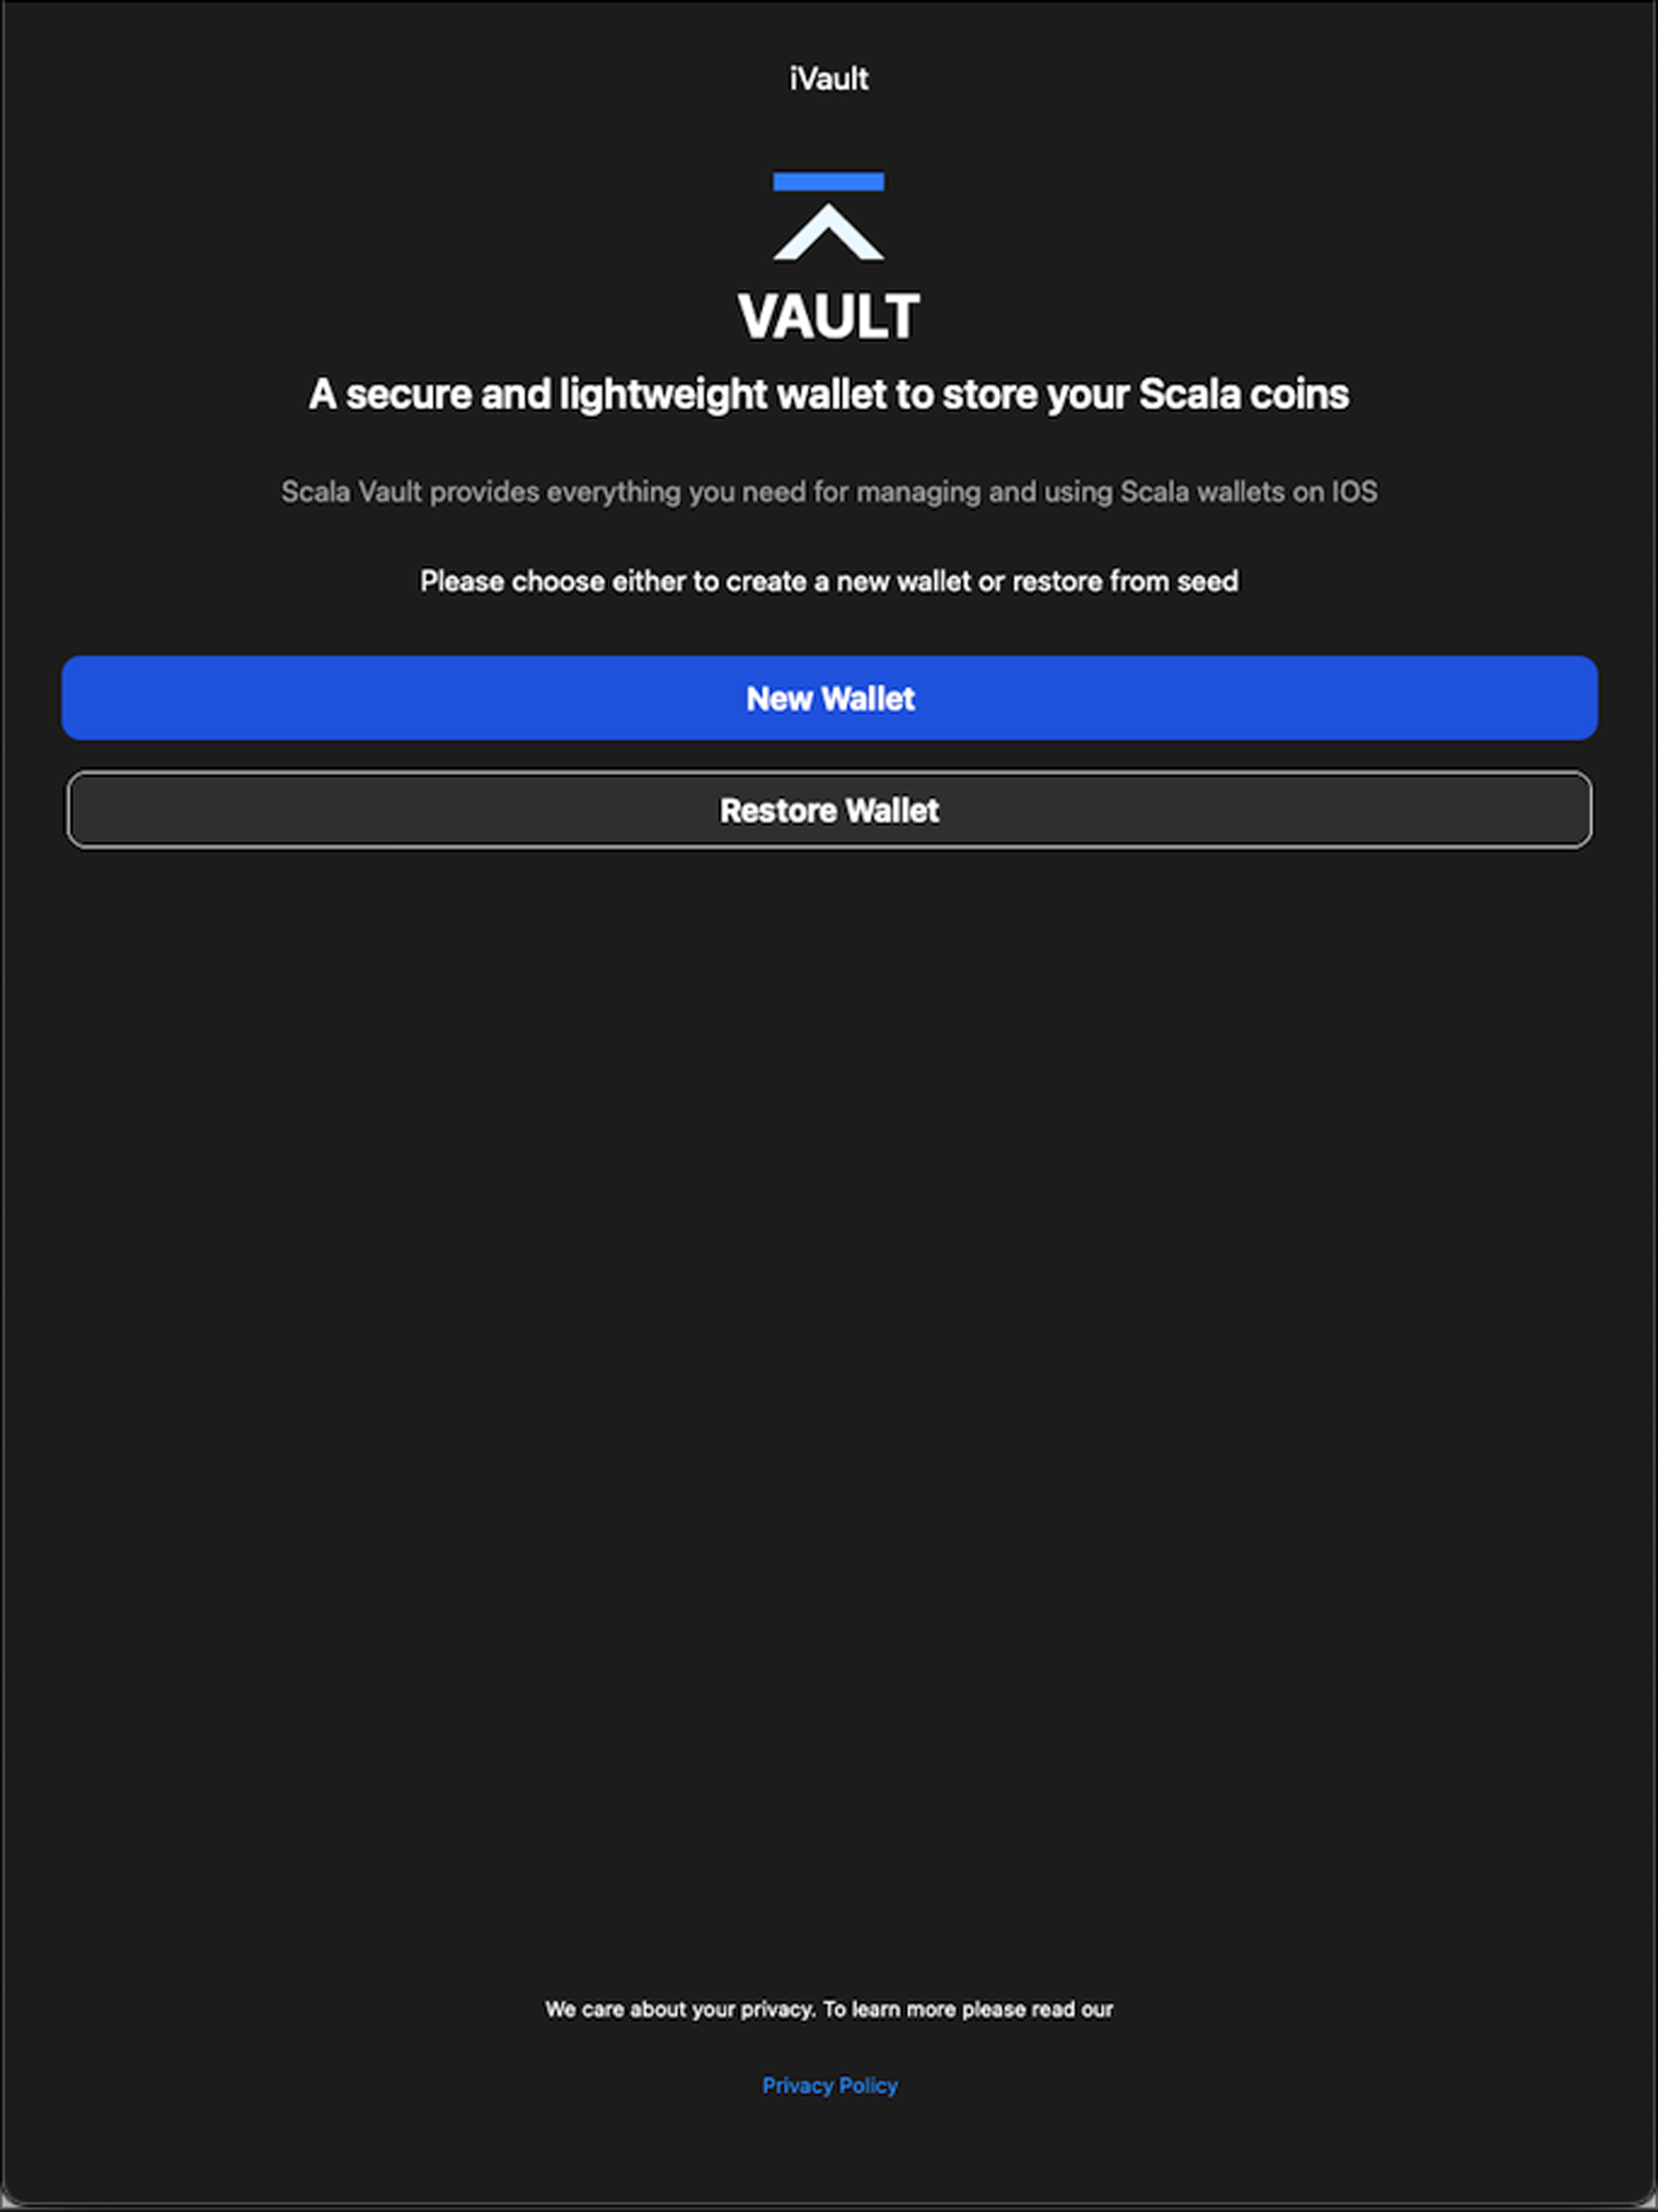 iVault
VAULT
A secure and lightweight wallet to store your Scala coins
Scala Vault provides everything you need for managing and using Scala wallets on IOS
Please choose either to create a new wallet or restore from seed
New Wallet
Restore Wallet
We care about your privacy. To learn more please read our
Privacy Policy